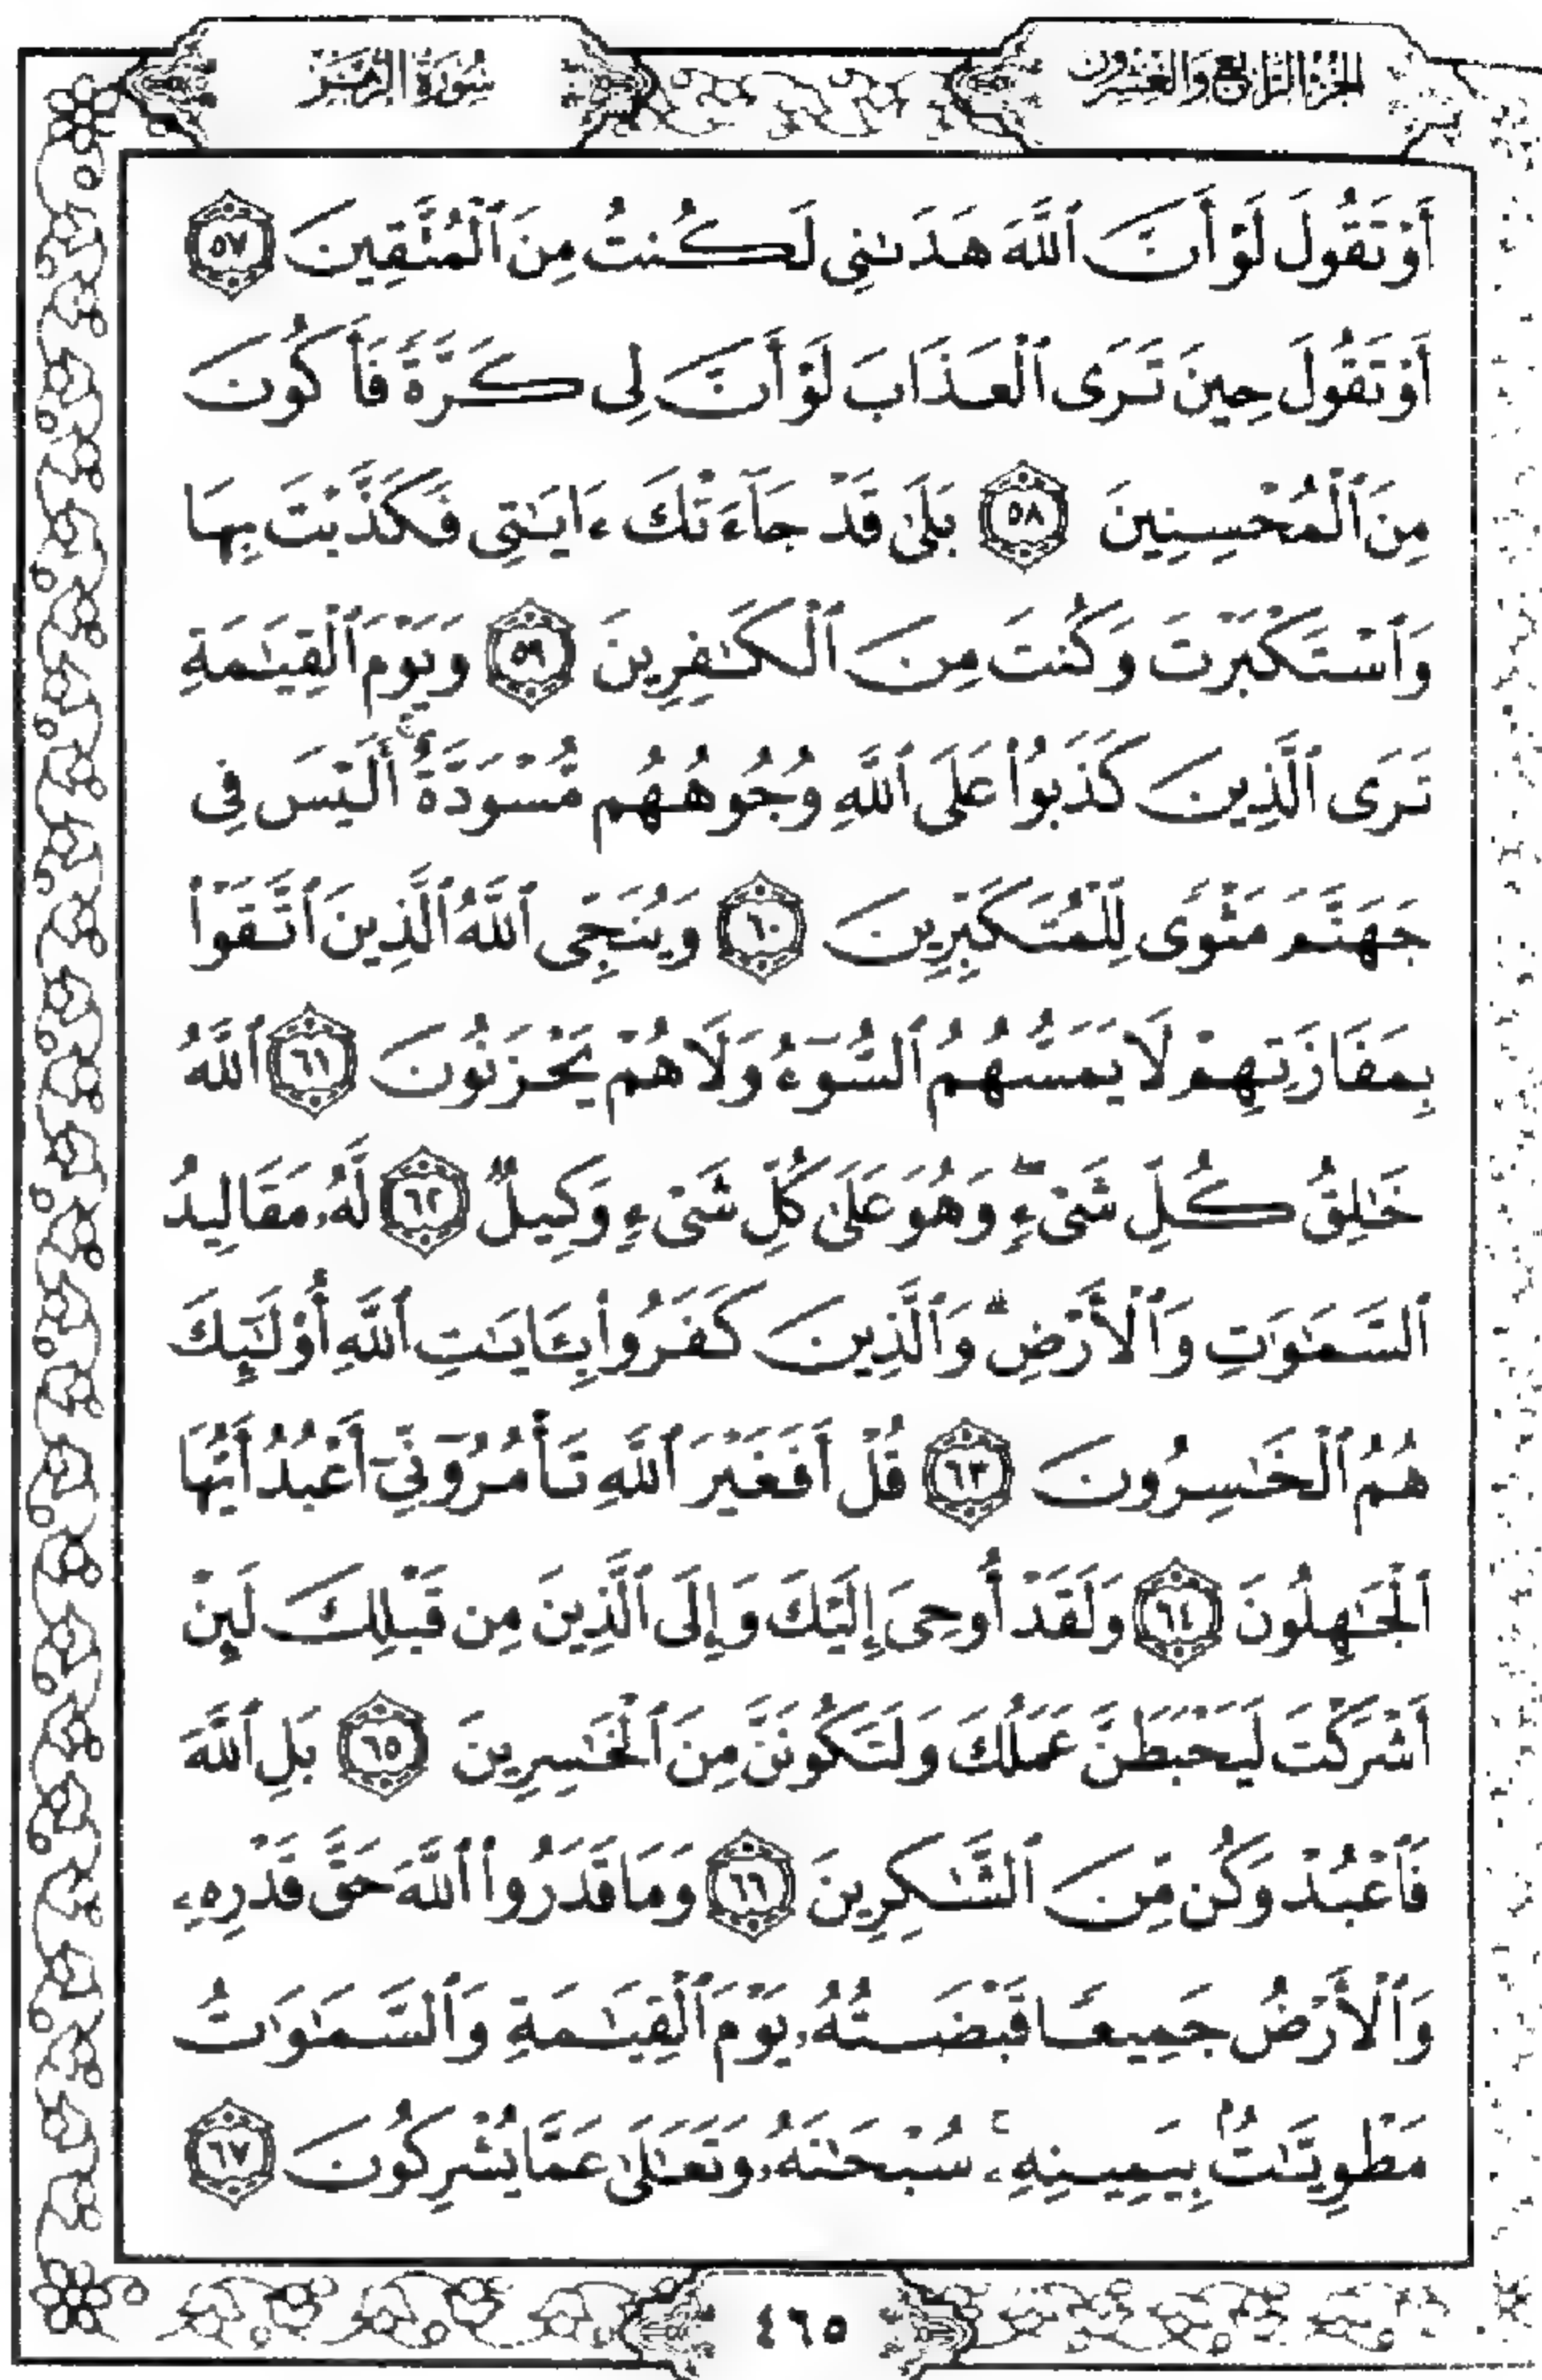 الجزء الرابع والعشرون
سورة الزمر
أَوْ تَقُولَ لَوْ أَنَّ ٱللَّهَ هَدَىٰنِى لَكُنتُ مِنَ ٱلْمُتَّقِينَ ٥٧
أَوْ تَقُولَ حِينَ تَرَى ٱلْعَذَابَ لَوْ أَنَّ لِى كَرَّةً فَأَكُونَ
مِنَ ٱلْمُحْسِنِينَ ٥٨ بَلَىٰ قَدْ جَآءَتْكَ ءَايَٰتِى فَكَذَّبْتَ بِهَا
وَٱسْتَكْبَرْتَ وَكُنتَ مِنَ ٱلْكَٰفِرِينَ ٥٩ وَيَوْمَ ٱلْقِيَٰمَةِ
تَرَى ٱلَّذِينَ كَذَبُوا۟ عَلَى ٱللَّهِ وُجُوهُهُم مُّسْوَدَّةٌ ۚ أَلَيْسَ فِى
جَهَنَّمَ مَثْوًى لِّلْمُتَكَبِّرِينَ ٦٠ وَيُنَجِّى ٱللَّهُ ٱلَّذِينَ ٱتَّقَوْا۟
بِمَفَازَتِهِمْ لَا يَمَسُّهُمُ ٱلسُّوٓءُ وَلَا هُمْ يَحْزَنُونَ ٦١ ٱللَّهُ
خَٰلِقُ كُلِّ شَىْءٍ ۖ وَهُوَ عَلَىٰ كُلِّ شَىْءٍ وَكِيلٌ ٦٢ لَّهُۥ مَقَالِيدُ
ٱلسَّمَٰوَٰتِ وَٱلْأَرْضِ ۗ وَٱلَّذِينَ كَفَرُوا۟ بِـَٔايَٰتِ ٱللَّهِ أُو۟لَٰٓئِكَ
هُمُ ٱلْخَٰسِرُونَ ٦٣ قُلْ أَفَغَيْرَ ٱللَّهِ تَأْمُرُوٓنِّىٓ أَعْبُدُ أَيُّهَا
ٱلْجَٰهِلُونَ ٦٤ وَلَقَدْ أُوحِىَ إِلَيْكَ وَإِلَى ٱلَّذِينَ مِن قَبْلِكَ لَئِنْ
أَشْرَكْتَ لَيَحْبَطَنَّ عَمَلُكَ وَلَتَكُونَنَّ مِنَ ٱلْخَٰسِرِينَ ٦٥ بَلِ ٱللَّهَ
فَٱعْبُدْ وَكُن مِّنَ ٱلشَّٰكِرِينَ ٦٦ وَمَا قَدَرُوا۟ ٱللَّهَ حَقَّ قَدْرِهِۦ
وَٱلْأَرْضُ جَمِيعًا قَبْضَتُهُۥ يَوْمَ ٱلْقِيَٰمَةِ وَٱلسَّمَٰوَٰتُ
مَطْوِيَّٰتٌۢ بِيَمِينِهِۦ ۚ سُبْحَٰنَهُۥ وَتَعَٰلَىٰ عَمَّا يُشْرِكُونَ ٦٧
٤٦٥